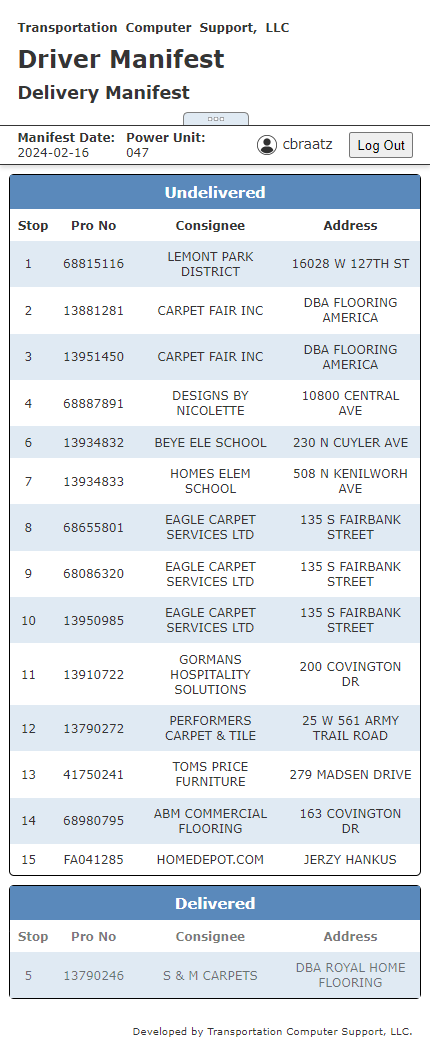 Transportation Computer Support, LLC
Driver Manifest
Delivery Manifest
Manifest Date: Power Unit:
2024-02-16 047
cbraatz
Log Out
Undelivered
Stop Pro No Consignee Address
1 68815116 LEMONT PARK DISTRICT 16028 W 127TH ST
2 13881281 CARPET FAIR INC DBA FLOORING AMERICA
3 13951450 CARPET FAIR INC DBA FLOORING AMERICA
4 68887891 DESIGNS BY NICOLETTE 10800 CENTRAL AVE
6 13934832 BEYE ELE SCHOOL 230 N CUYLER AVE
7 13934833 HOMES ELEM SCHOOL 508 N KENILWORH AVE
8 68655801 EAGLE CARPET SERVICES LTD 135 S FAIRBANK STREET
9 68086320 EAGLE CARPET SERVICES LTD 135 S FAIRBANK STREET
10 13950985 EAGLE CARPET SERVICES LTD 135 S FAIRBANK STREET
11 13910722 GORMANS HOSPITALITY SOLUTIONS 200 COVINGTON DR
12 13790272 PERFORMERS CARPET & TILE 25 W 561 ARMY TRAIL ROAD
13 41750241 TOMS PRICE FURNITURE 279 MADSEN DRIVE
14 68980795 ABM COMMERCIAL FLOORING 163 COVINGTON DR
15 FA041285 HOMEDEPOT.COM JERZY HANKUS
Delivered
Stop Pro No Consignee Address
5 13790246 S & M CARPETS DBA ROYAL HOME FLOORING
Developed by Transportation Computer Support, LLC.